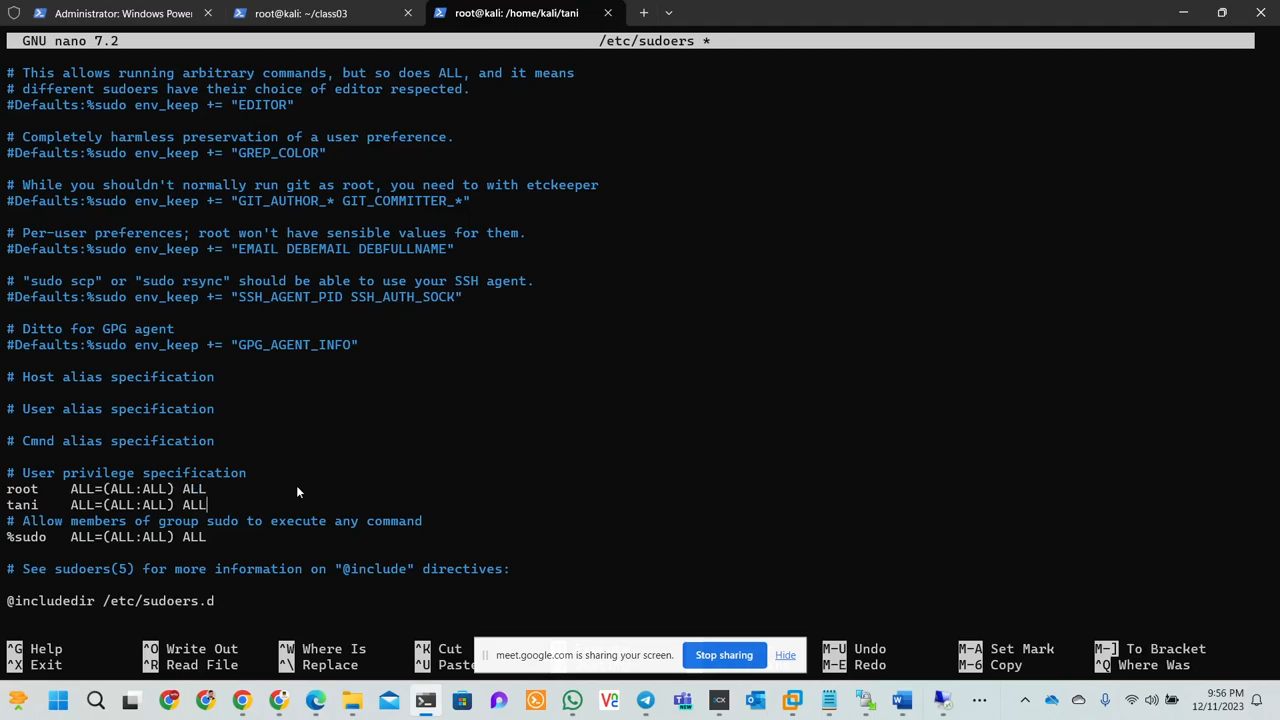 Administrator: Windows Power
root@kali: ~/class03
root@kali: /home/kali/tani
GNU nano 7.2
/etc/sudoers *
# This allows running arbitrary commands, but so does ALL, and it means
# different sudoers have their choice of editor respected.
#Defaults:%sudo env_keep += "EDITOR"
# Completely harmless preservation of a user preference.
#Defaults:%sudo env_keep += "GREP_COLOR"
# While you shouldn't normally run git as root, you need to with etckeeper
#Defaults:%sudo env_keep += "GIT_AUTHOR_* GIT_COMMITTER_*"
# Per-user preferences; root won't have sensible values for them.
#Defaults:%sudo env_keep += "EMAIL DEBEMAIL DEBFULLNAME"
# "sudo scp" or "sudo rsync" should be able to use your SSH agent.
#Defaults:%sudo env_keep += "SSH_AGENT_PID SSH_AUTH_SOCK"
# Ditto for GPG agent
#Defaults:%sudo env_keep += "GPG_AGENT_INFO"
# Host alias specification
# User alias specification
# Cmnd alias specification
# User privilege specification
root    ALL=(ALL:ALL) ALL
tani    ALL=(ALL:ALL) ALL
# Allow members of group sudo to execute any command
%sudo   ALL=(ALL:ALL) ALL
# See sudoers(5) for more information on "@include" directives:
@includedir /etc/sudoers.d
^G Help ^O Write Out ^W Where Is ^K Cut M-U Undo M-A Set Mark M-] To Bracket
^X Exit ^R Read File ^\ Replace ^U Paste M-E Redo M-6 Copy ^Q Where Was
meet.google.com is sharing your screen. Stop sharing Hide
9:56 PM
12/11/2023